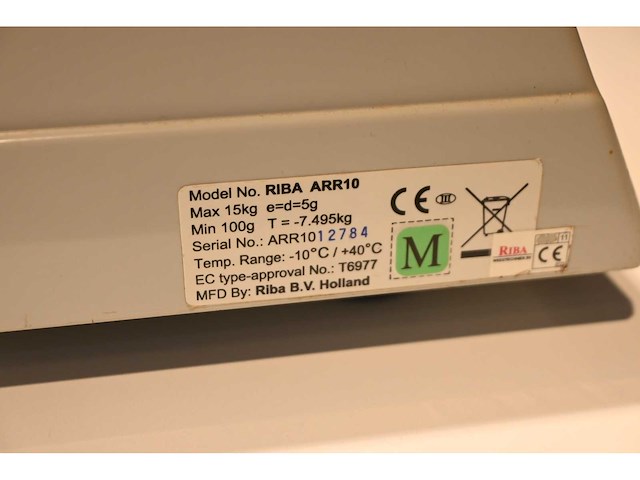 Model No. RIBA ARR10
Max 15kg e=d=5g
Min 100g T = -7.495kg
Serial No.: ARR1012784
Temp. Range: -10°C / +40°C
EC type-approval No.: T6977
MFD By: Riba B.V. Holland
CE III
M
RIBA
CE